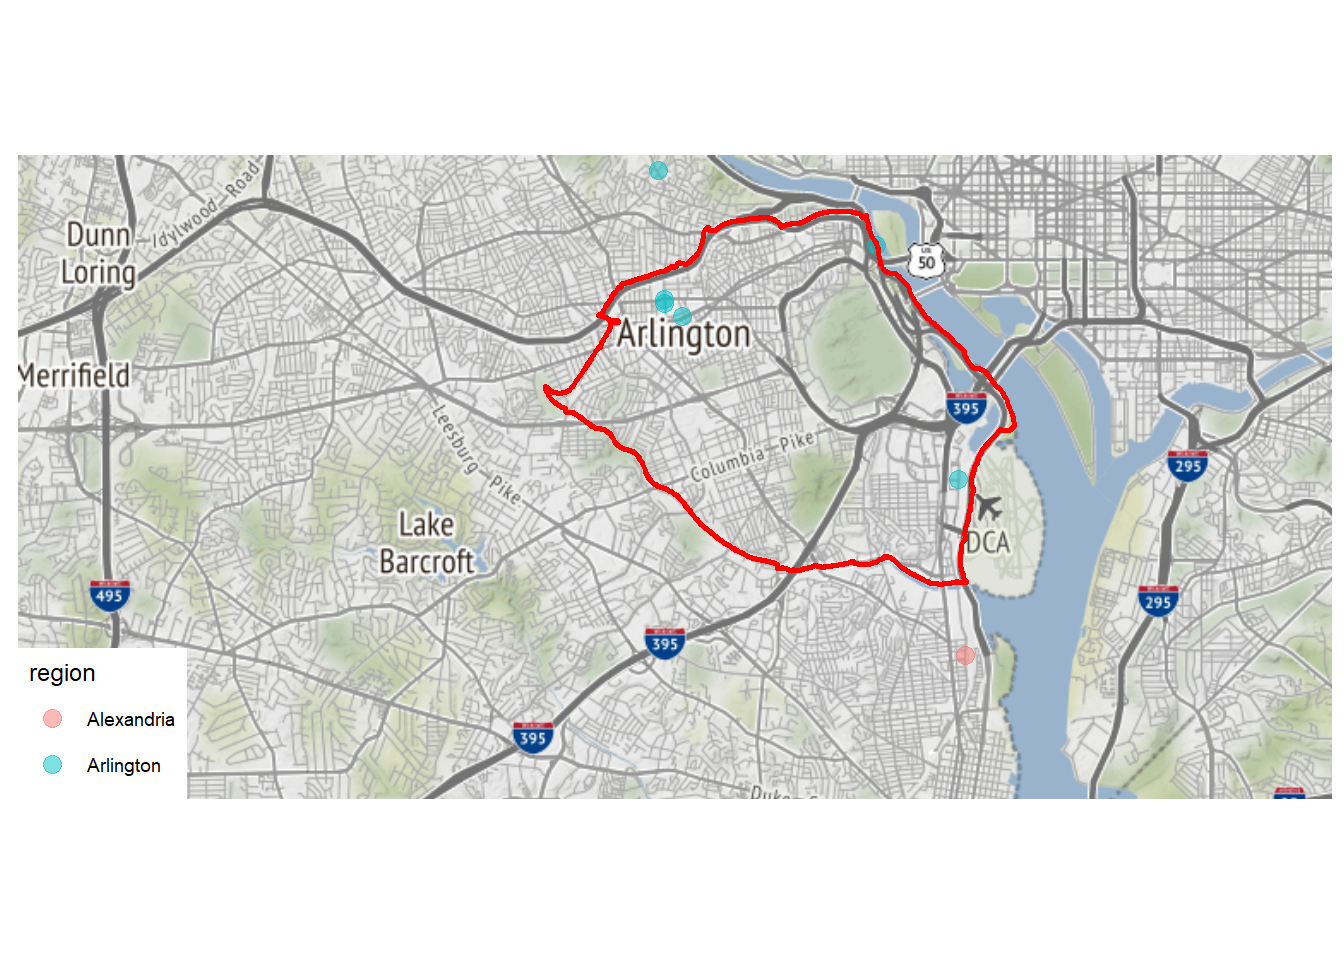 Idylwood Road
Dunn
Loring
US
50
Arlington
Merrifield
395
Leesburg Pike
Columbia Pike
295
Lake
Barcroft
DCA
495
295
395
region
Alexandria
395
Arlington